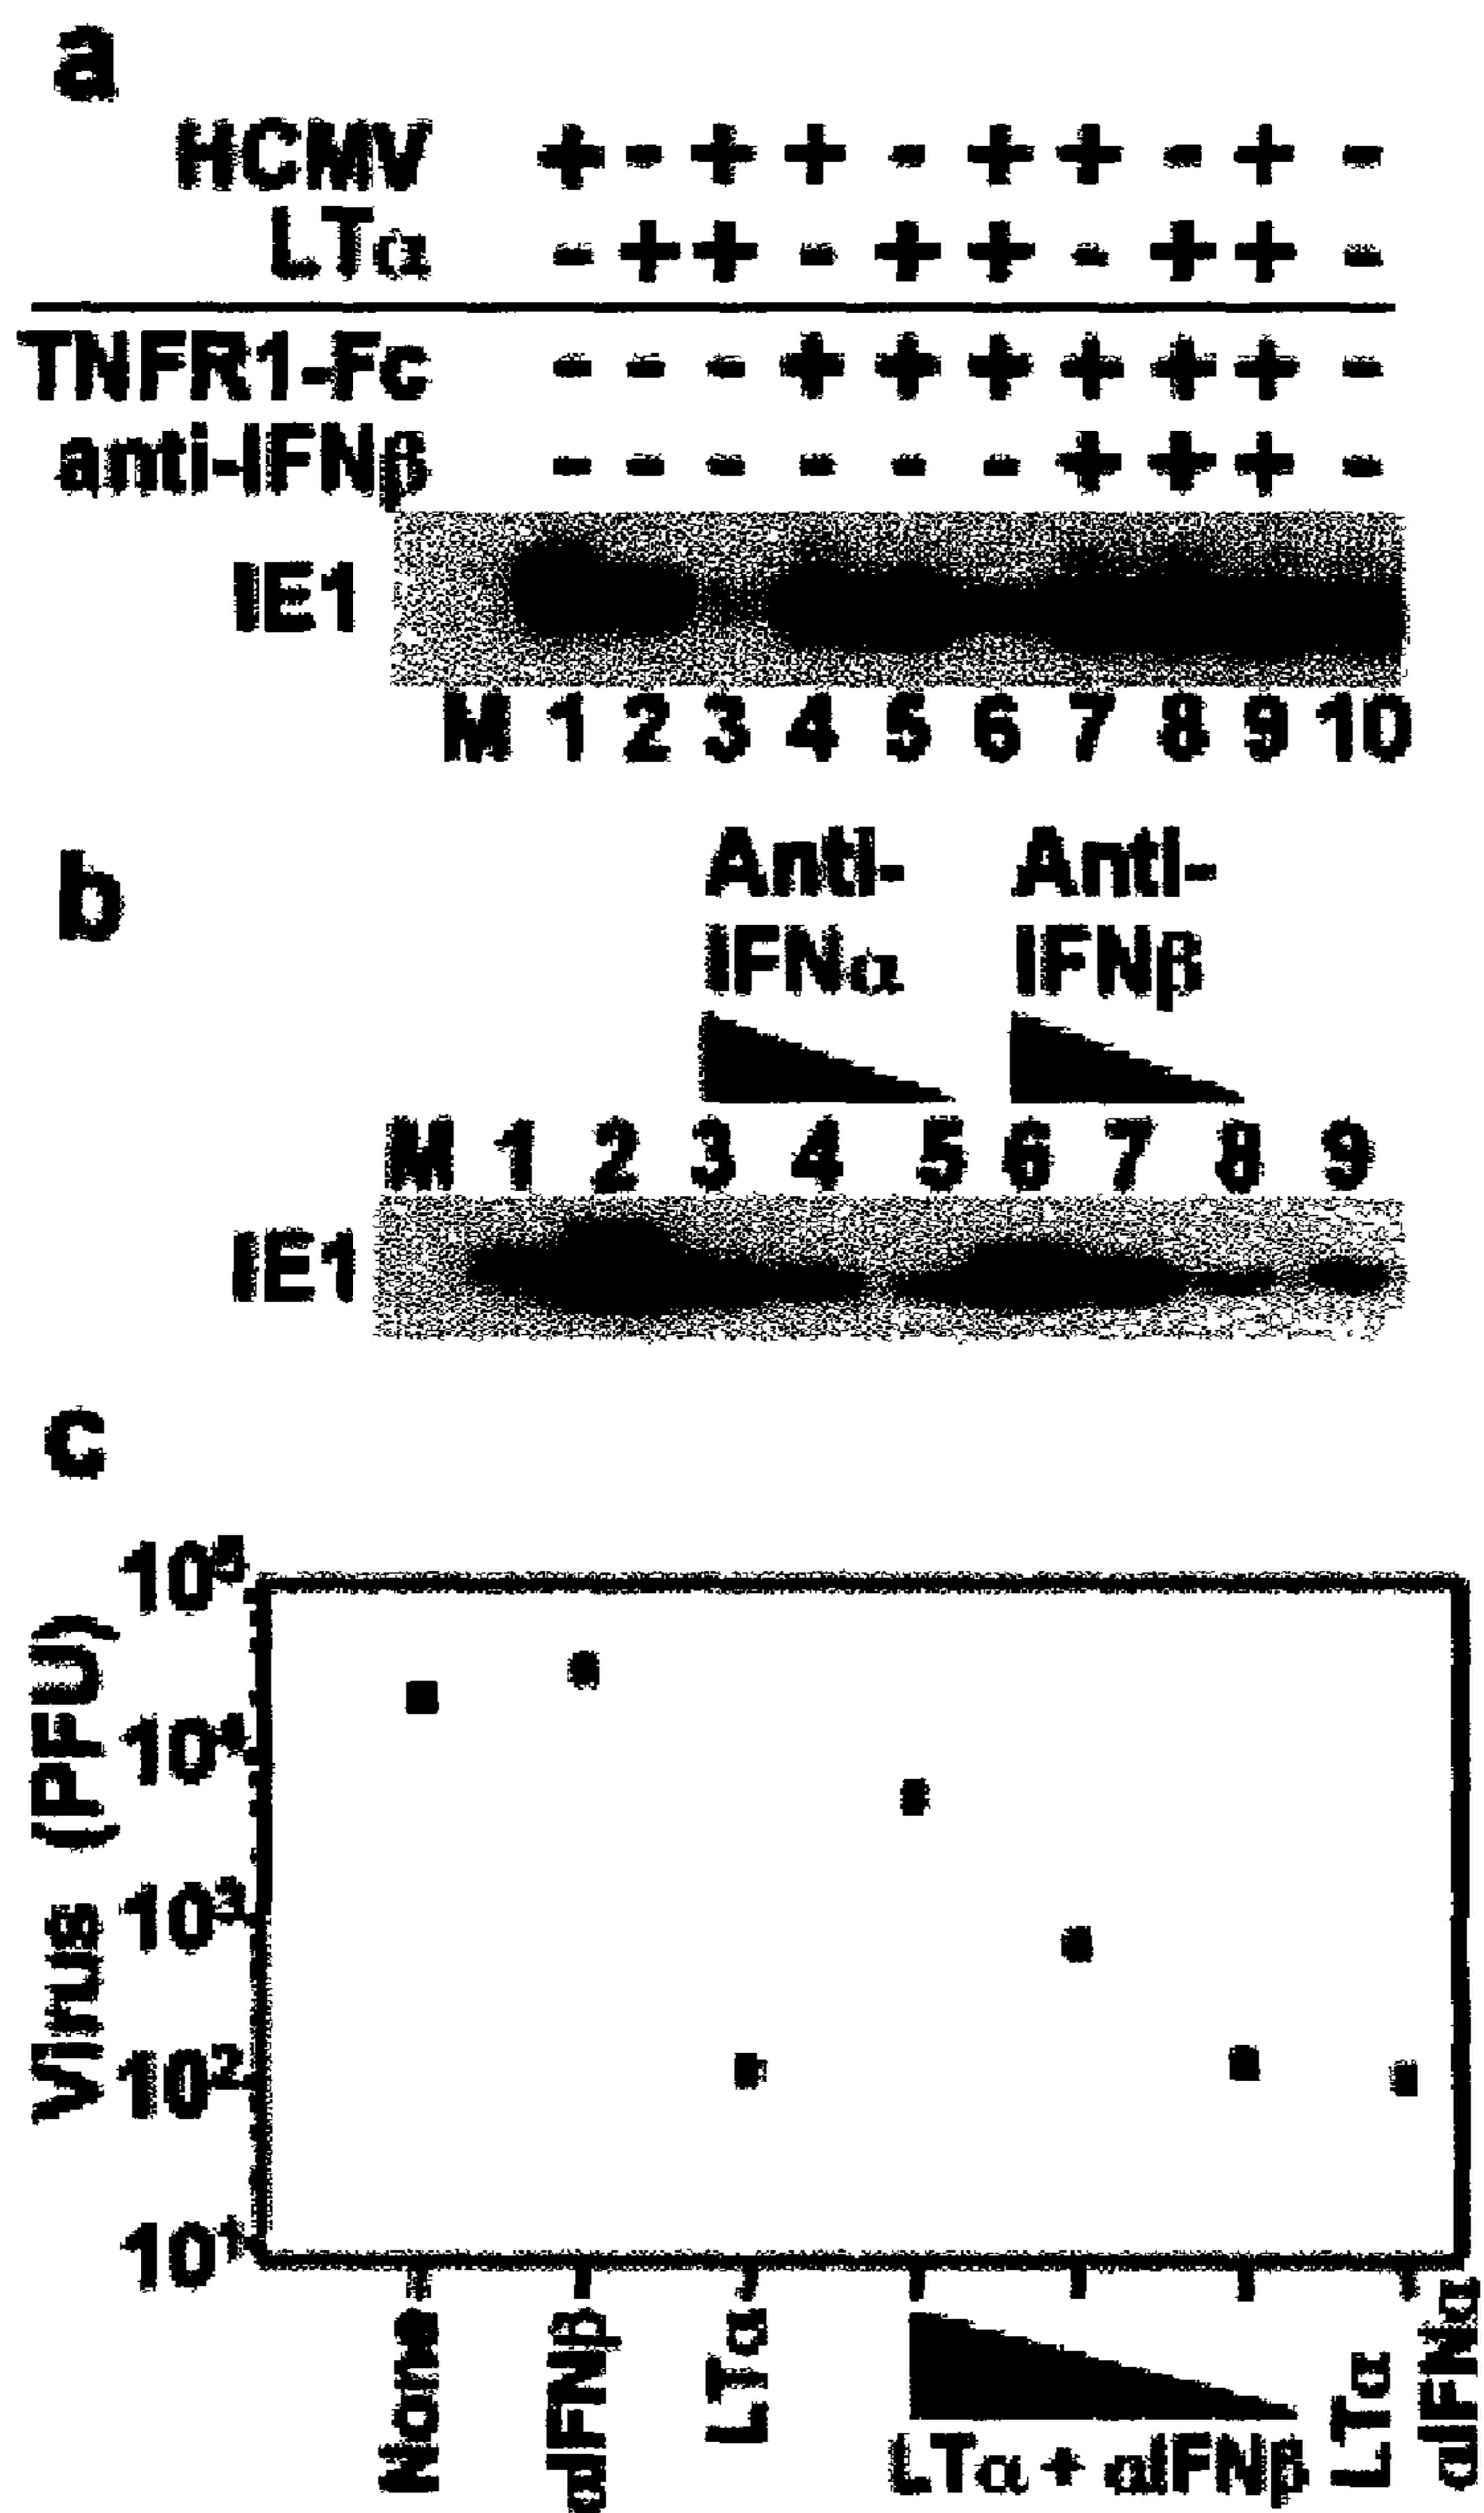 a
HCMV + - + + - + + - + -
LTα - + + - + + - + + -
TNFR1-Fc - - - + + + + + + -
anti-IFNβ - - - - - - + + + -
IE1
M 1 2 3 4 5 6 7 8 9 10
b
Anti- Anti-
IFNα IFNβ
M 1 2 3 4 5 6 7 8 9
IE1
c
Virus (PFU)
10⁴
10³
10²
None
αIFNβ
LTα
LTα + αIFNβ
LTα
αIFNα